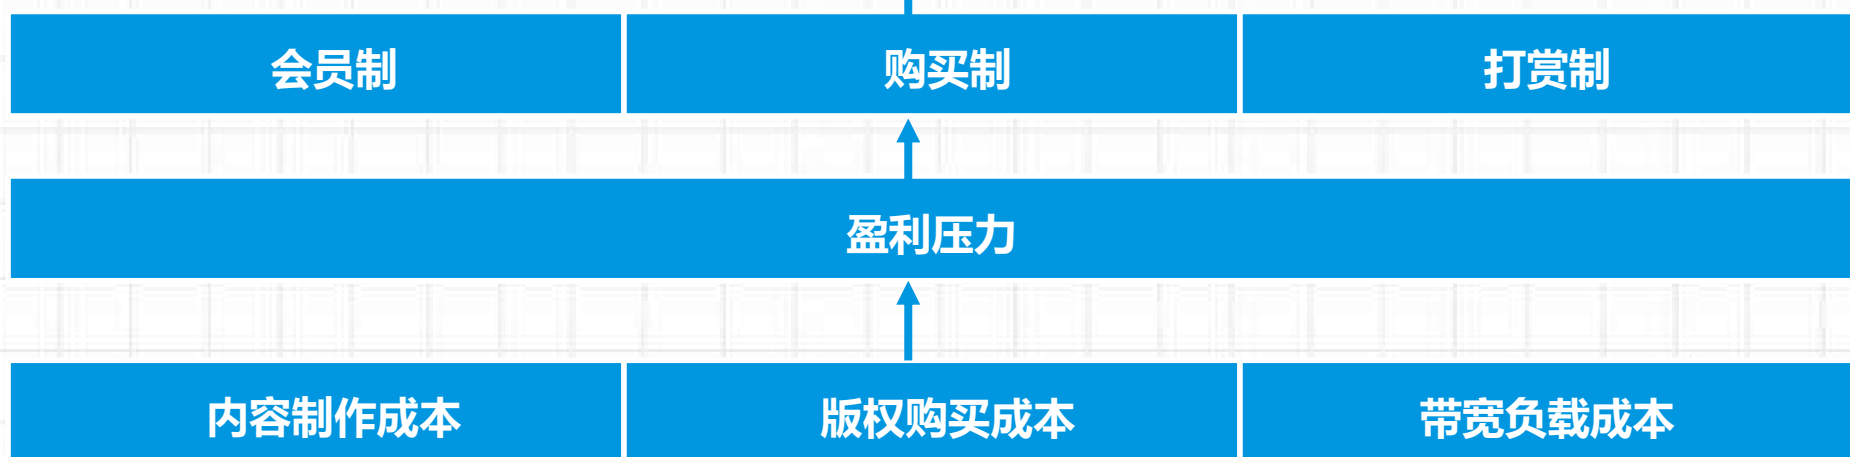 会员制
购买制
打赏制
盈利压力
内容制作成本
版权购买成本
带宽负载成本